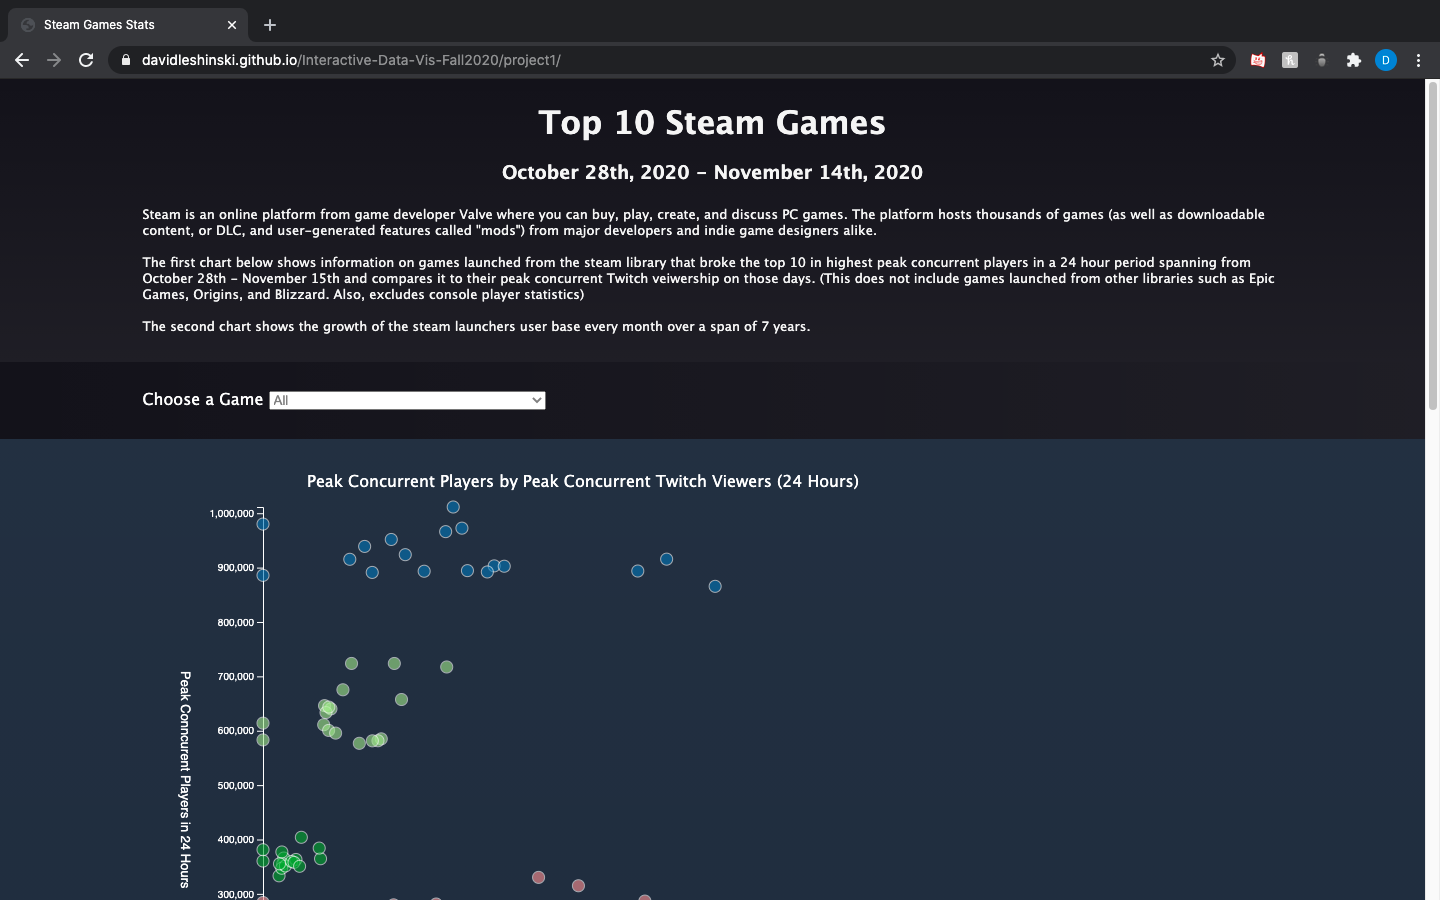 Steam Games Stats
davidleshinski.github.io/Interactive-Data-Vis-Fall2020/project1/
D
Top 10 Steam Games
October 28th, 2020 - November 14th, 2020
Steam is an online platform from game developer Valve where you can buy, play, create, and discuss PC games. The platform hosts thousands of games (as well as downloadable
content, or DLC, and user-generated features called "mods") from major developers and indie game designers alike.
The first chart below shows information on games launched from the steam library that broke the top 10 in highest peak concurrent players in a 24 hour period spanning from
October 28th - November 15th and compares it to their peak concurrent Twitch veiwership on those days. (This does not include games launched from other libraries such as Epic
Games, Origins, and Blizzard. Also, excludes console player statistics)
The second chart shows the growth of the steam launchers user base every month over a span of 7 years.
Choose a Game All
Peak Concurrent Players by Peak Concurrent Twitch Viewers (24 Hours)
1,000,000
900,000
800,000
700,000
600,000
500,000
400,000
300,000
Peak Conncurent Players in 24 Hours